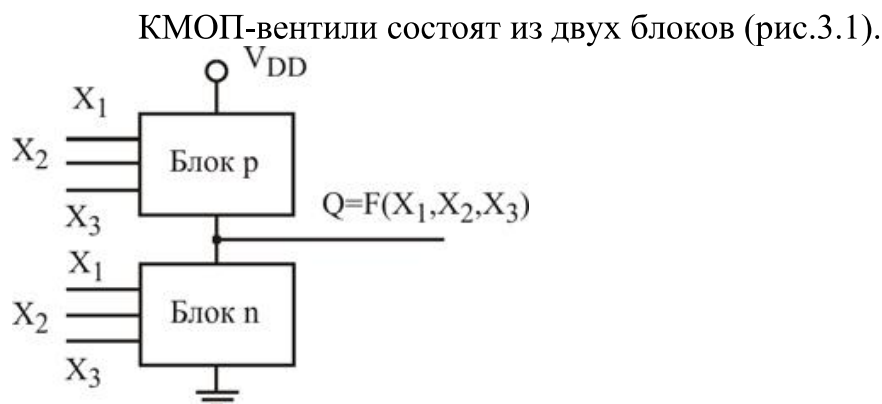 КМОП-вентили состоят из двух блоков (рис.3.1).
VDD
X1
X2
Блок p
X3
Q=F(X1,X2,X3)
X1
X2
Блок n
X3